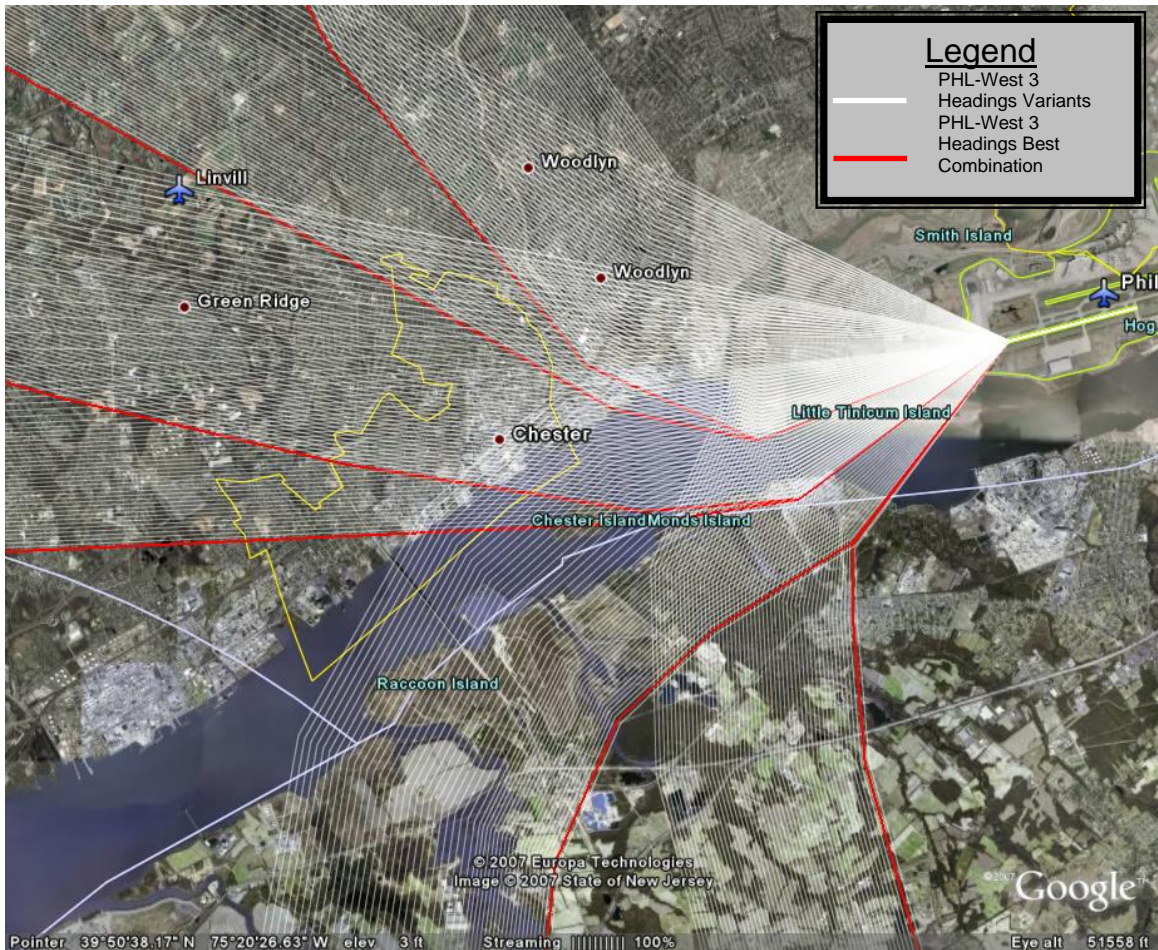 Legend
PHL-West 3
Headings Variants
PHL-West 3
Headings Best
Combination
Woodlyn
Linvill
Smith Island
Woodlyn
Phil
Green Ridge
Hog
Little Tinicum Island
Chester
Chester Island Monds Island
Raccoon Island
© 2007 Europa Technologies
Image © 2007 State of New Jersey
©2007 Google™
Pointer 39°50'38.17" N 75°20'26.63" W elev 3 ft Streaming |||||||||| 100% Eye alt 51558 ft